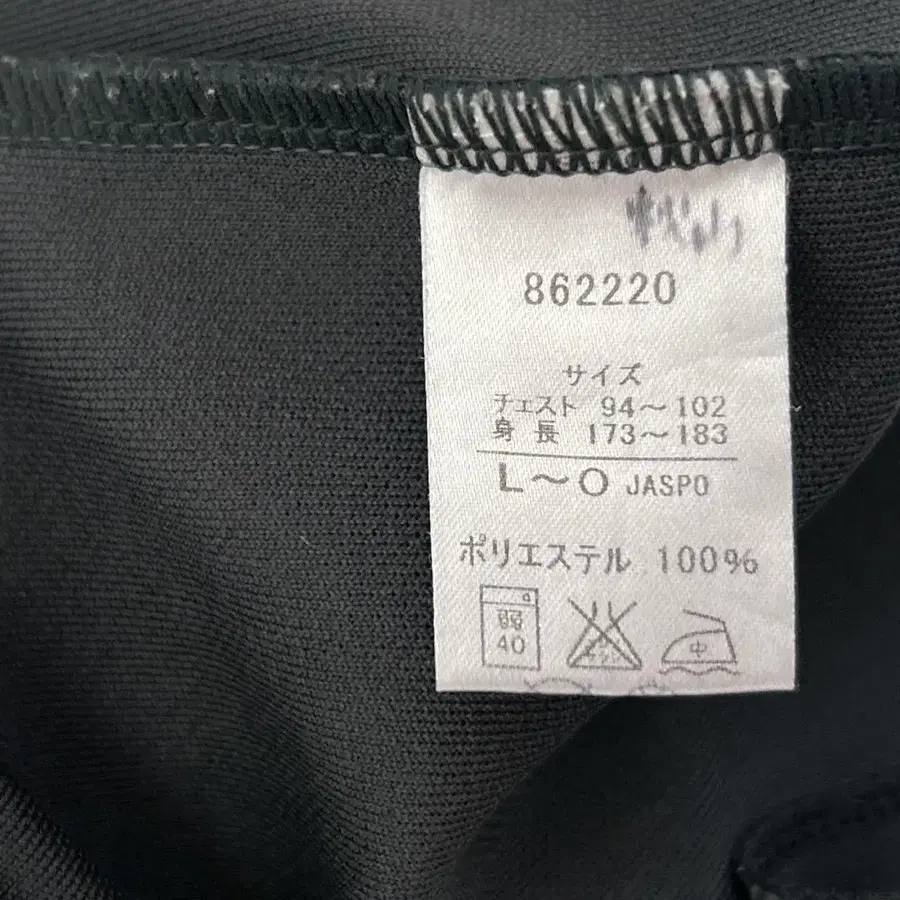 862220
サイズ
チェスト 94～102
身長 173～183
L～O JASPO
ポリエステル 100%
弱
40
中